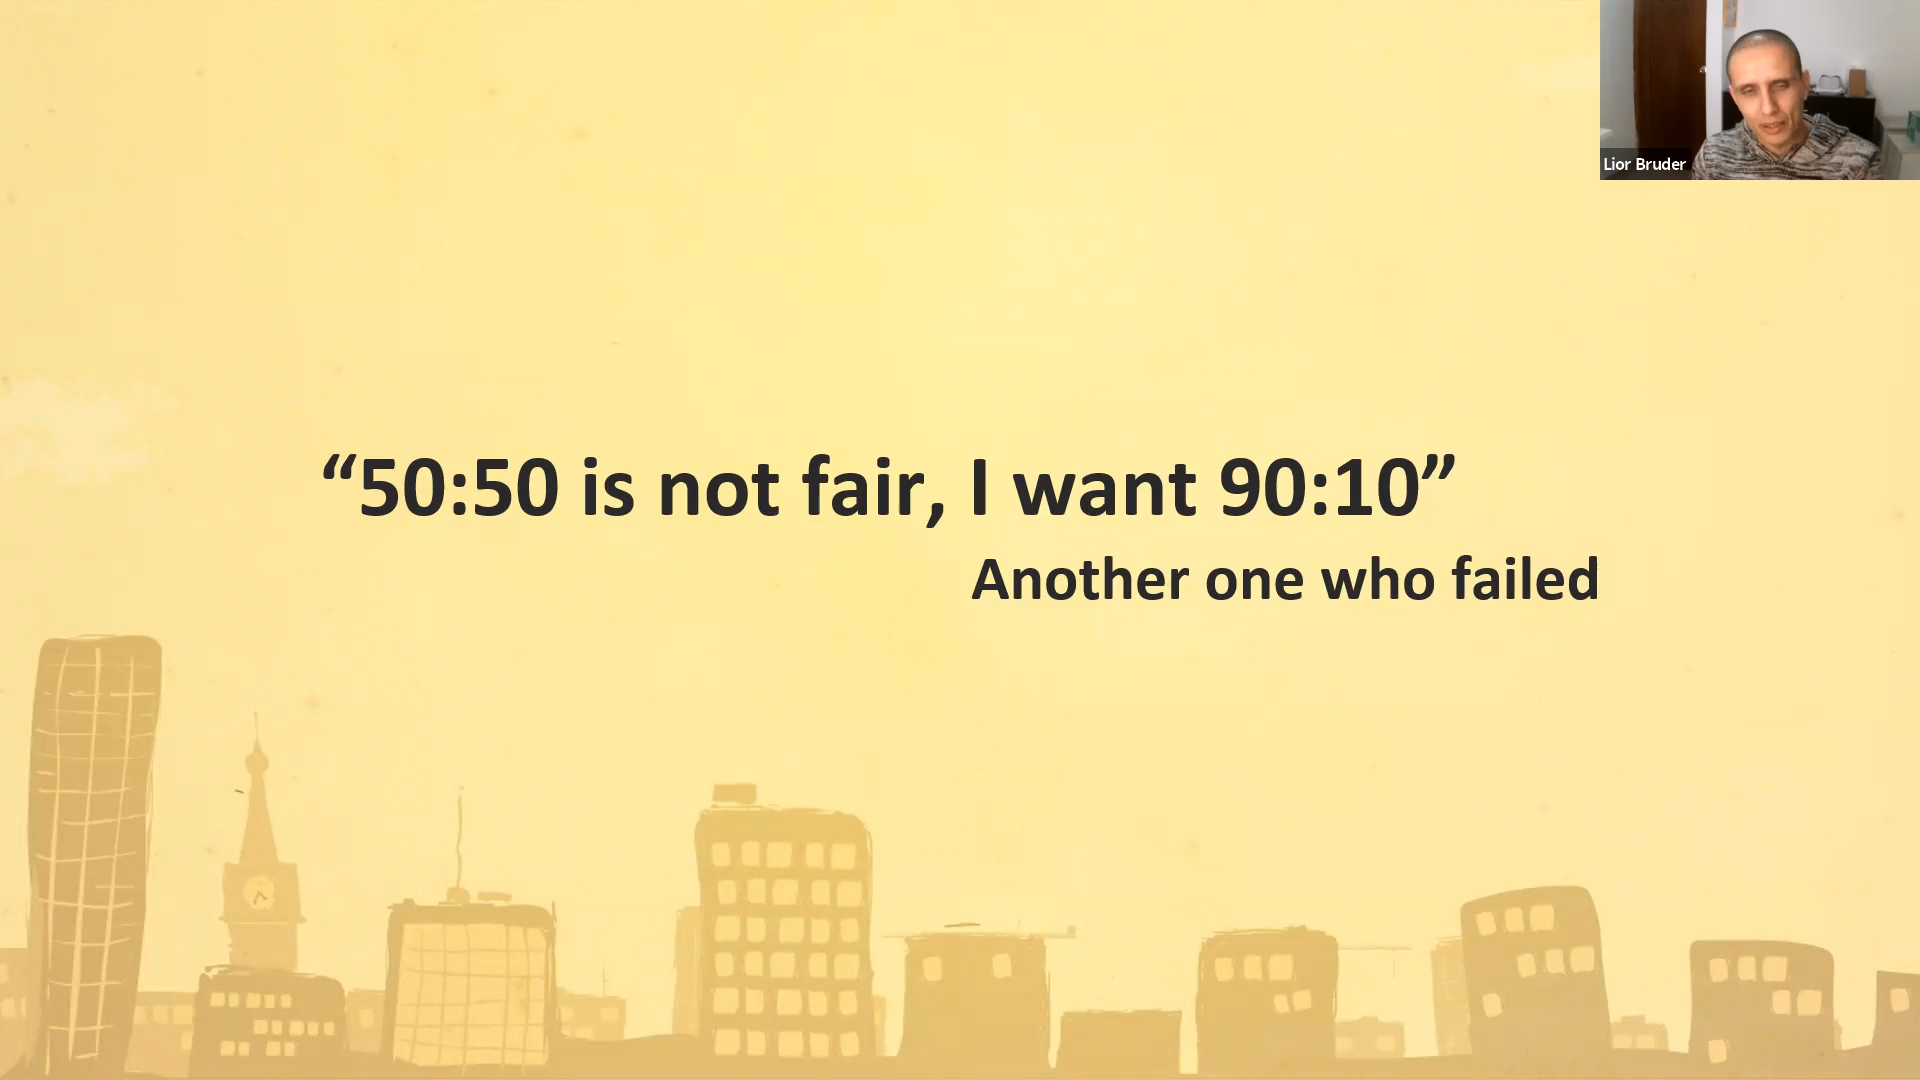 Lior Bruder
“50:50 is not fair, I want 90:10”
Another one who failed